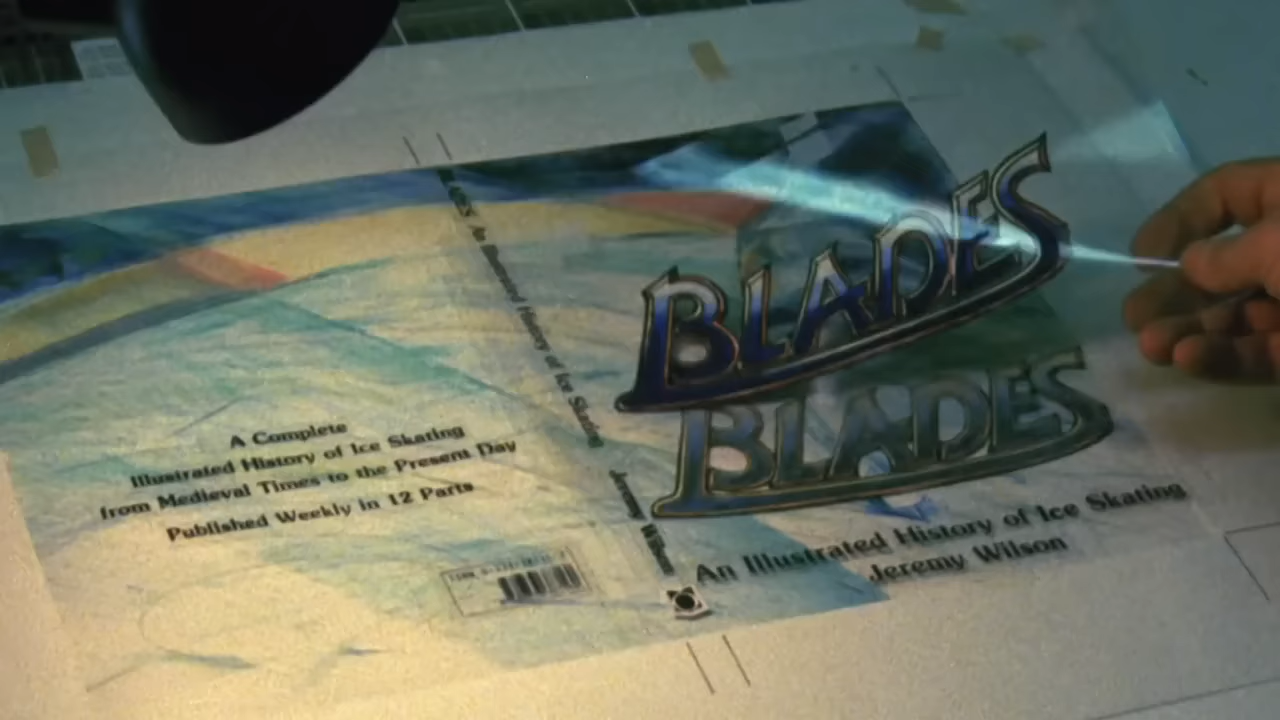 A Complete
Illustrated History of Ice Skating
from Medieval Times to the Present Day
Published Weekly in 12 Parts
An Illustrated History of Ice Skating
Jeremy Wilson
BLADES
BLADES
An Illustrated History of Ice Skating
Jeremy Wilson